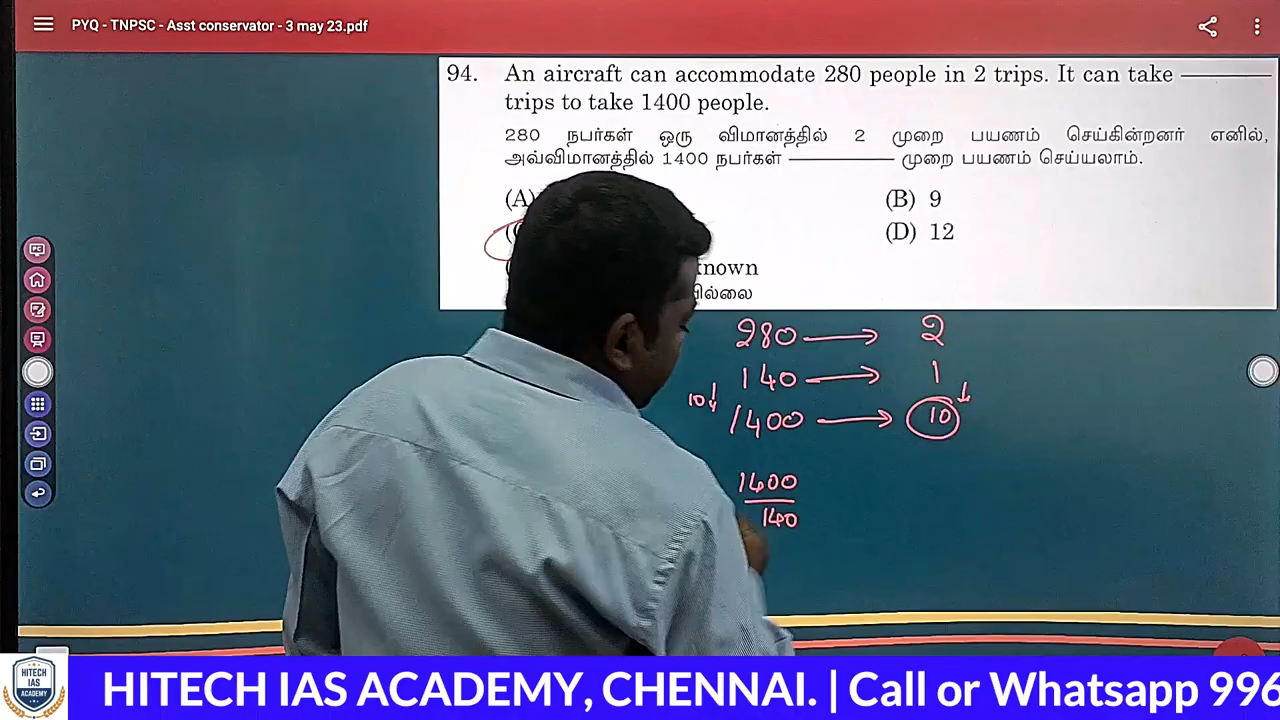 PYQ - TNPSC - Asst conservator - 3 may 23.pdf
94. An aircraft can accommodate 280 people in 2 trips. It can take ———
trips to take 1400 people.
280 நபர்கள் ஒரு விமானத்தில் 2 முறை பயணம் செய்கின்றனர் எனில்,
அவ்விமானத்தில் 1400 நபர்கள் ——— முறை பயணம் செய்யலாம்.
(A)
(B) 9
(D) 12
280 → 2
140 → 1
10↓ 1400 → 10 ↓
1400
140
HITECH
IAS
ACADEMY
HITECH IAS ACADEMY, CHENNAI. | Call or Whatsapp 996